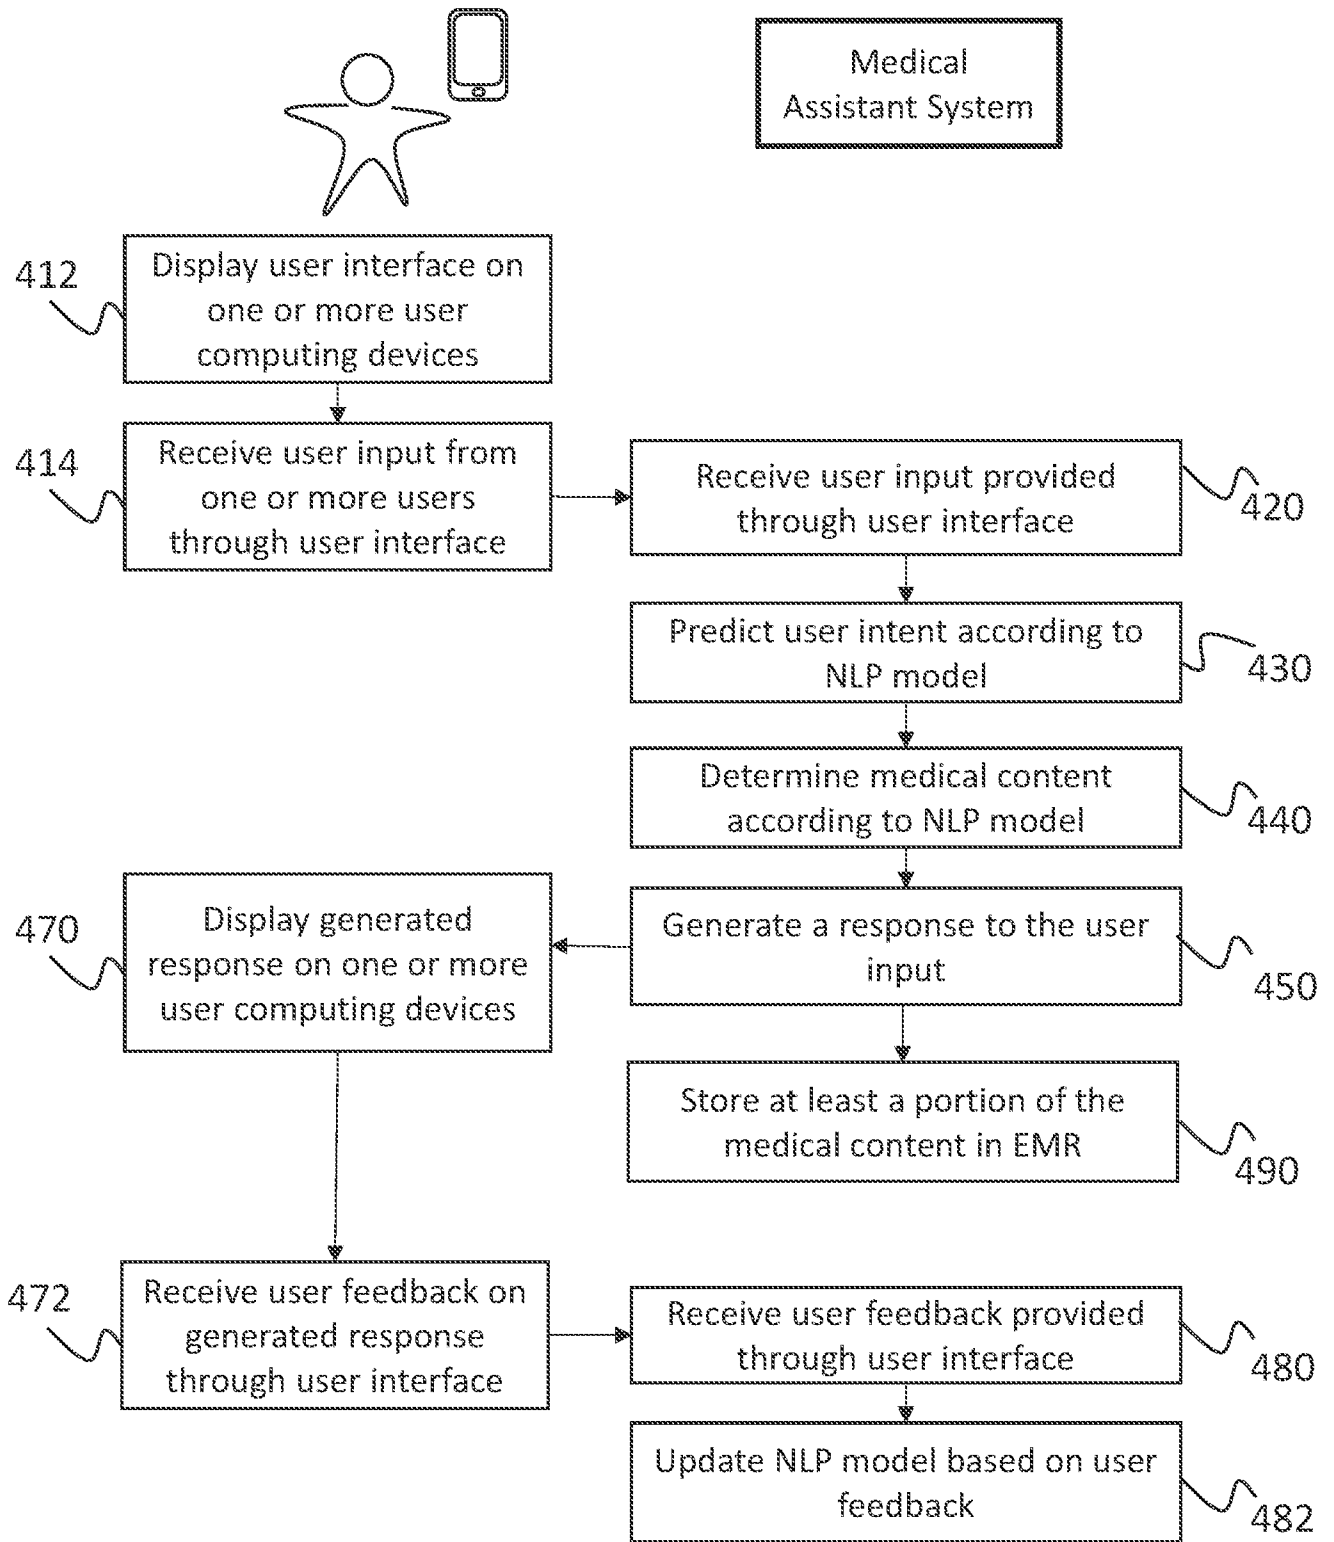 Medical
Assistant System
412
Display user interface on
one or more user
computing devices
414
Receive user input from
one or more users
through user interface
Receive user input provided
through user interface
420
Predict user intent according to
NLP model
430
Determine medical content
according to NLP model
440
470
Display generated
response on one or more
user computing devices
Generate a response to the user
input
450
Store at least a portion of the
medical content in EMR
490
472
Receive user feedback on
generated response
through user interface
Receive user feedback provided
through user interface
480
Update NLP model based on user
feedback
482